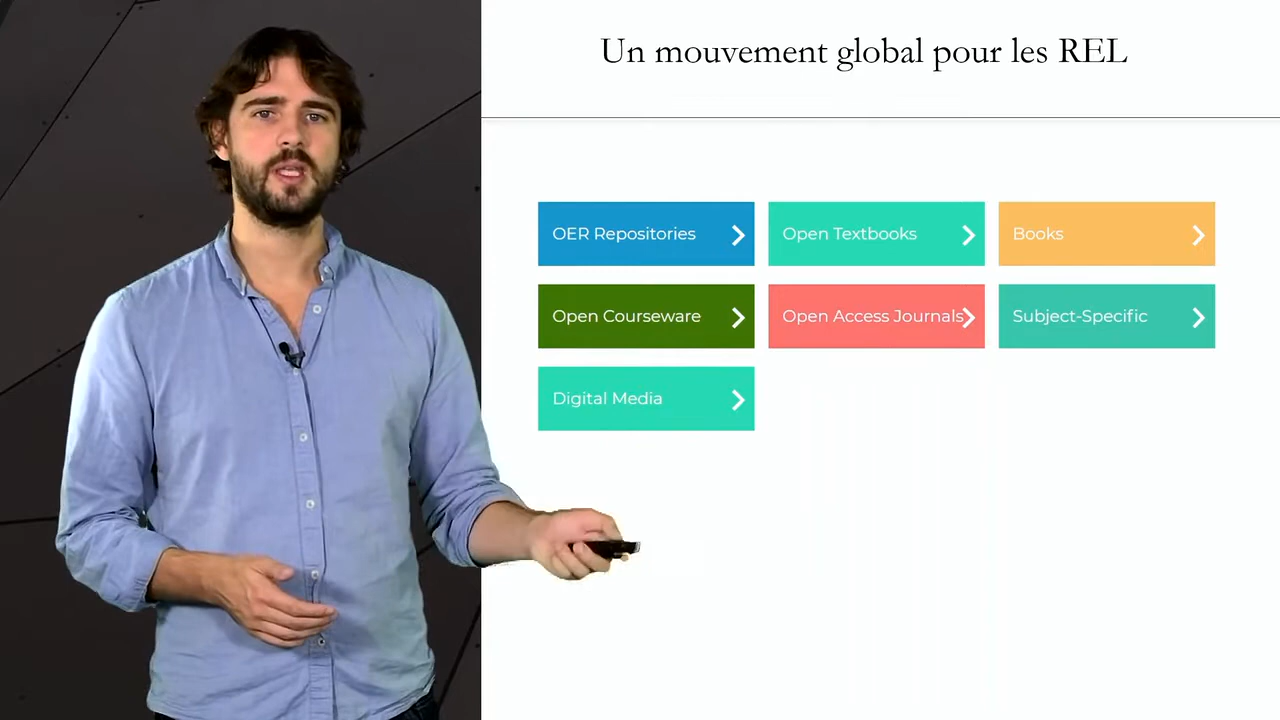 Un mouvement global pour les REL
OER Repositories
Open Textbooks
Books
Open Courseware
Open Access Journals
Subject-Specific
Digital Media